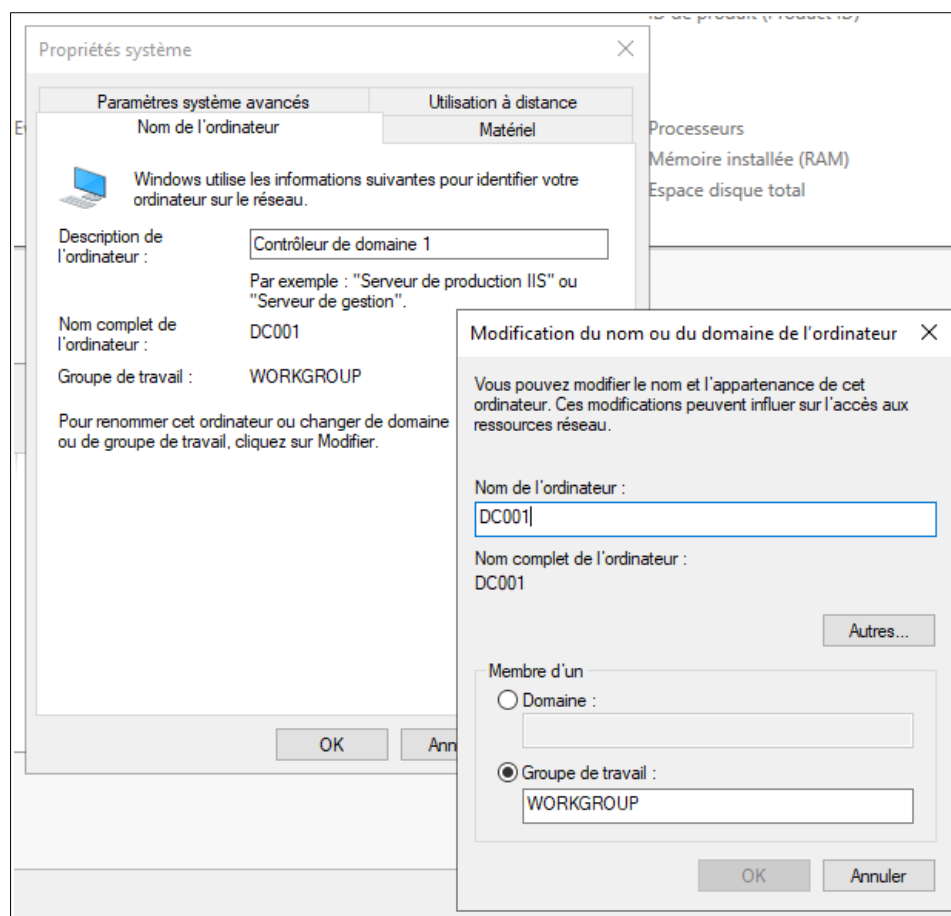 ID de produit (Product ID)
Propriétés système
Paramètres système avancés
Utilisation à distance
Nom de l'ordinateur
Matériel
Processeurs
Mémoire installée (RAM)
Espace disque total
Windows utilise les informations suivantes pour identifier votre
ordinateur sur le réseau.
Description de
l'ordinateur :
Contrôleur de domaine 1
Par exemple : "Serveur de production IIS" ou
"Serveur de gestion".
Nom complet de
l'ordinateur :
DC001
Groupe de travail :
WORKGROUP
Pour renommer cet ordinateur ou changer de domaine
ou de groupe de travail, cliquez sur Modifier.
OK
Ann
Modification du nom ou du domaine de l'ordinateur
Vous pouvez modifier le nom et l'appartenance de cet
ordinateur. Ces modifications peuvent influer sur l'accès aux
ressources réseau.
Nom de l'ordinateur :
DC001
Nom complet de l'ordinateur :
DC001
Autres...
Membre d'un
Domaine :
Groupe de travail :
WORKGROUP
OK
Annuler